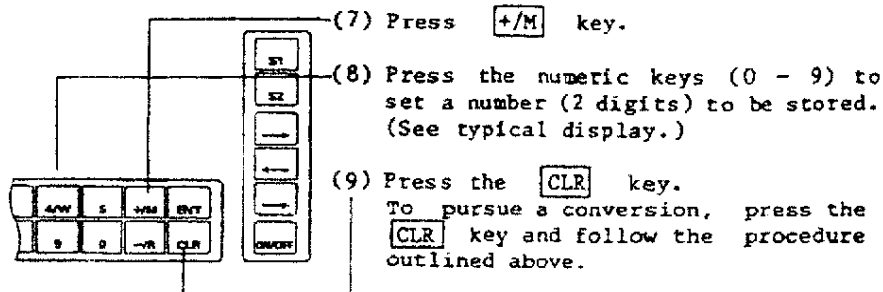 (7) Press +/M key.
(8) Press the numeric keys (0 - 9) to
set a number (2 digits) to be stored.
(See typical display.)
(9) Press the CLR key.
To pursue a conversion, press the
CLR key and follow the procedure
outlined above.
S1
S2
→
←
→
ON/OFF
4/W 5 +/M ENT
9 0 -/R CLR